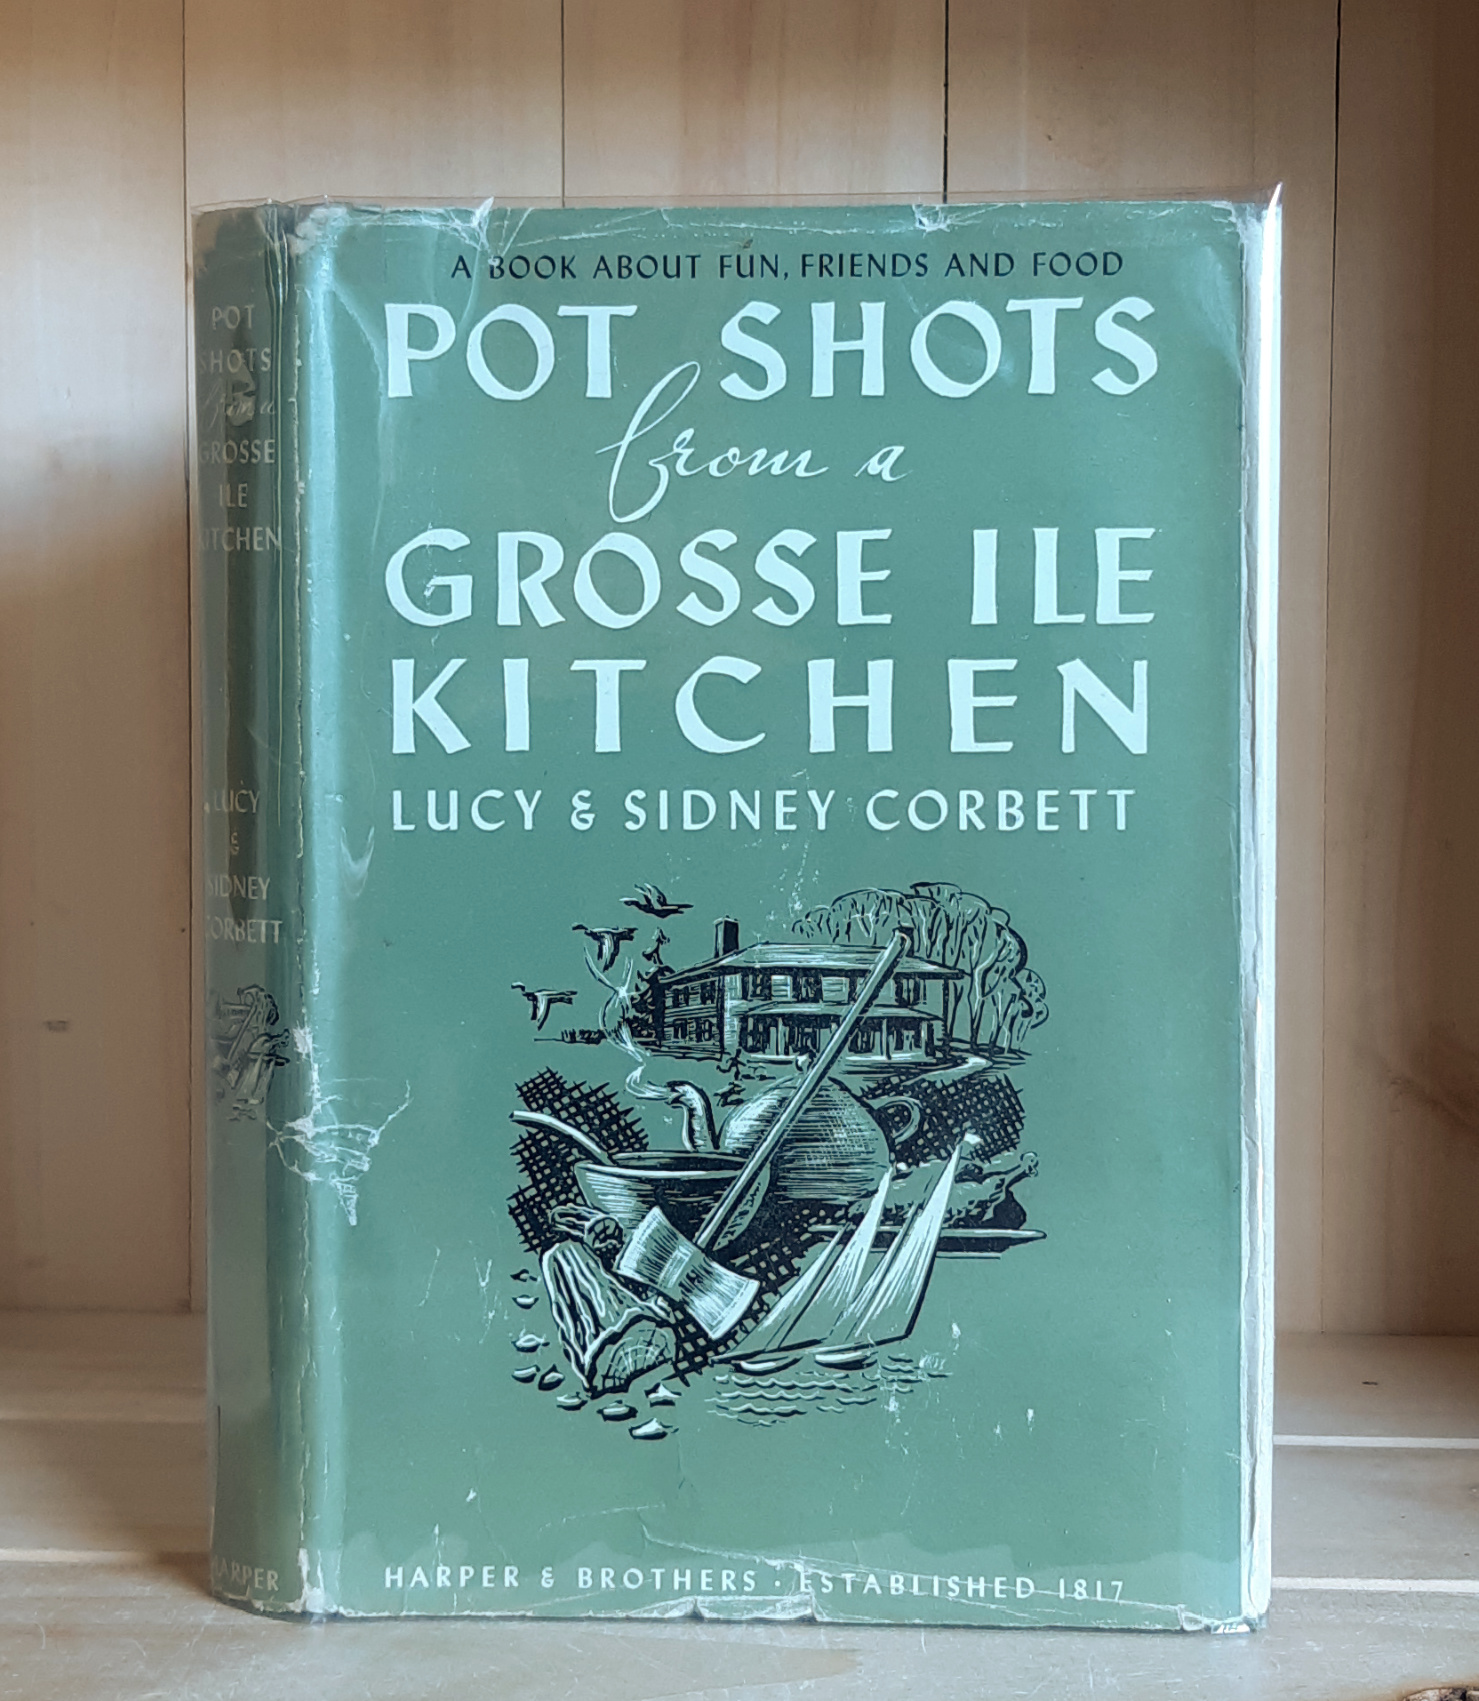 A BOOK ABOUT FUN, FRIENDS AND FOOD
POT SHOTS
from a
GROSSE ILE
KITCHEN
LUCY & SIDNEY CORBETT
HARPER & BROTHERS · ESTABLISHED 1817
POT
SHOTS
from a
GROSSE
ILE
KITCHEN
LUCY
&
SIDNEY
CORBETT
HARPER